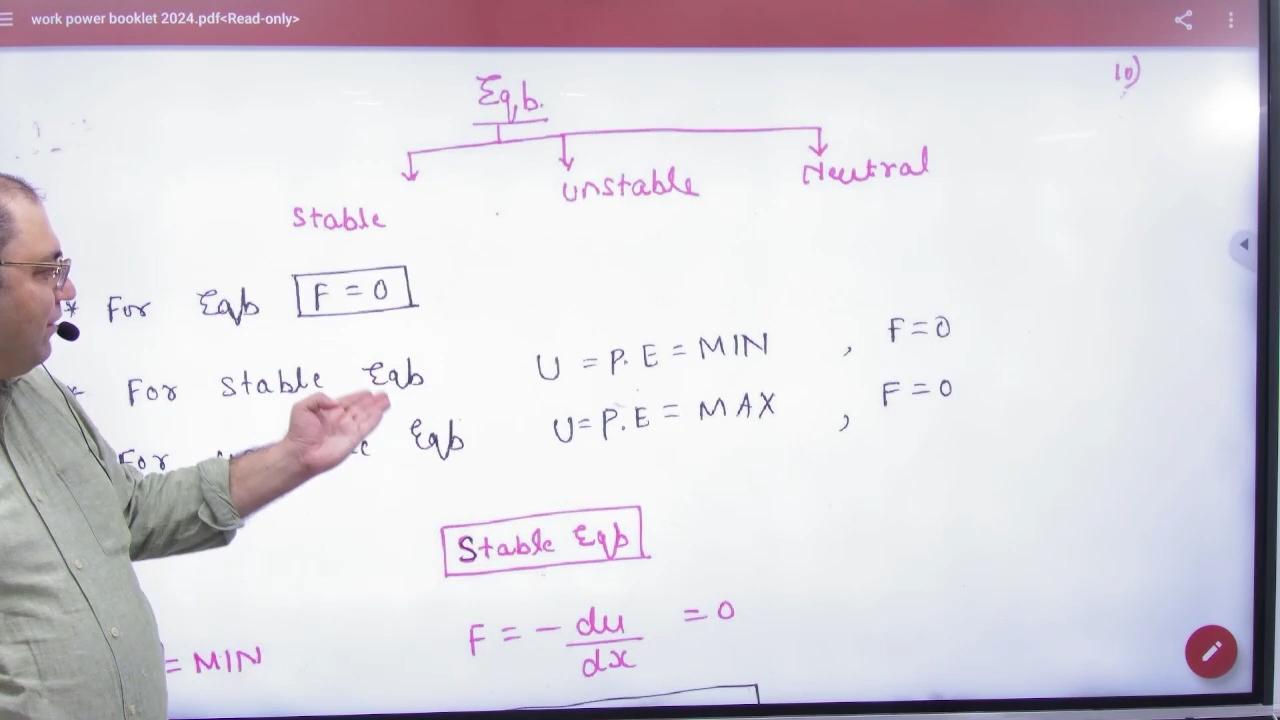 work power booklet 2024.pdf<Read-only>
10)
Eqb.
Stable unstable Neutral
* For Eqb F = 0
For Stable Eqb U = P.E = MIN , F=0
For Eqb U=P.E = MAX , F=0
Stable Eqb
F = - du/dx = 0
= MIN